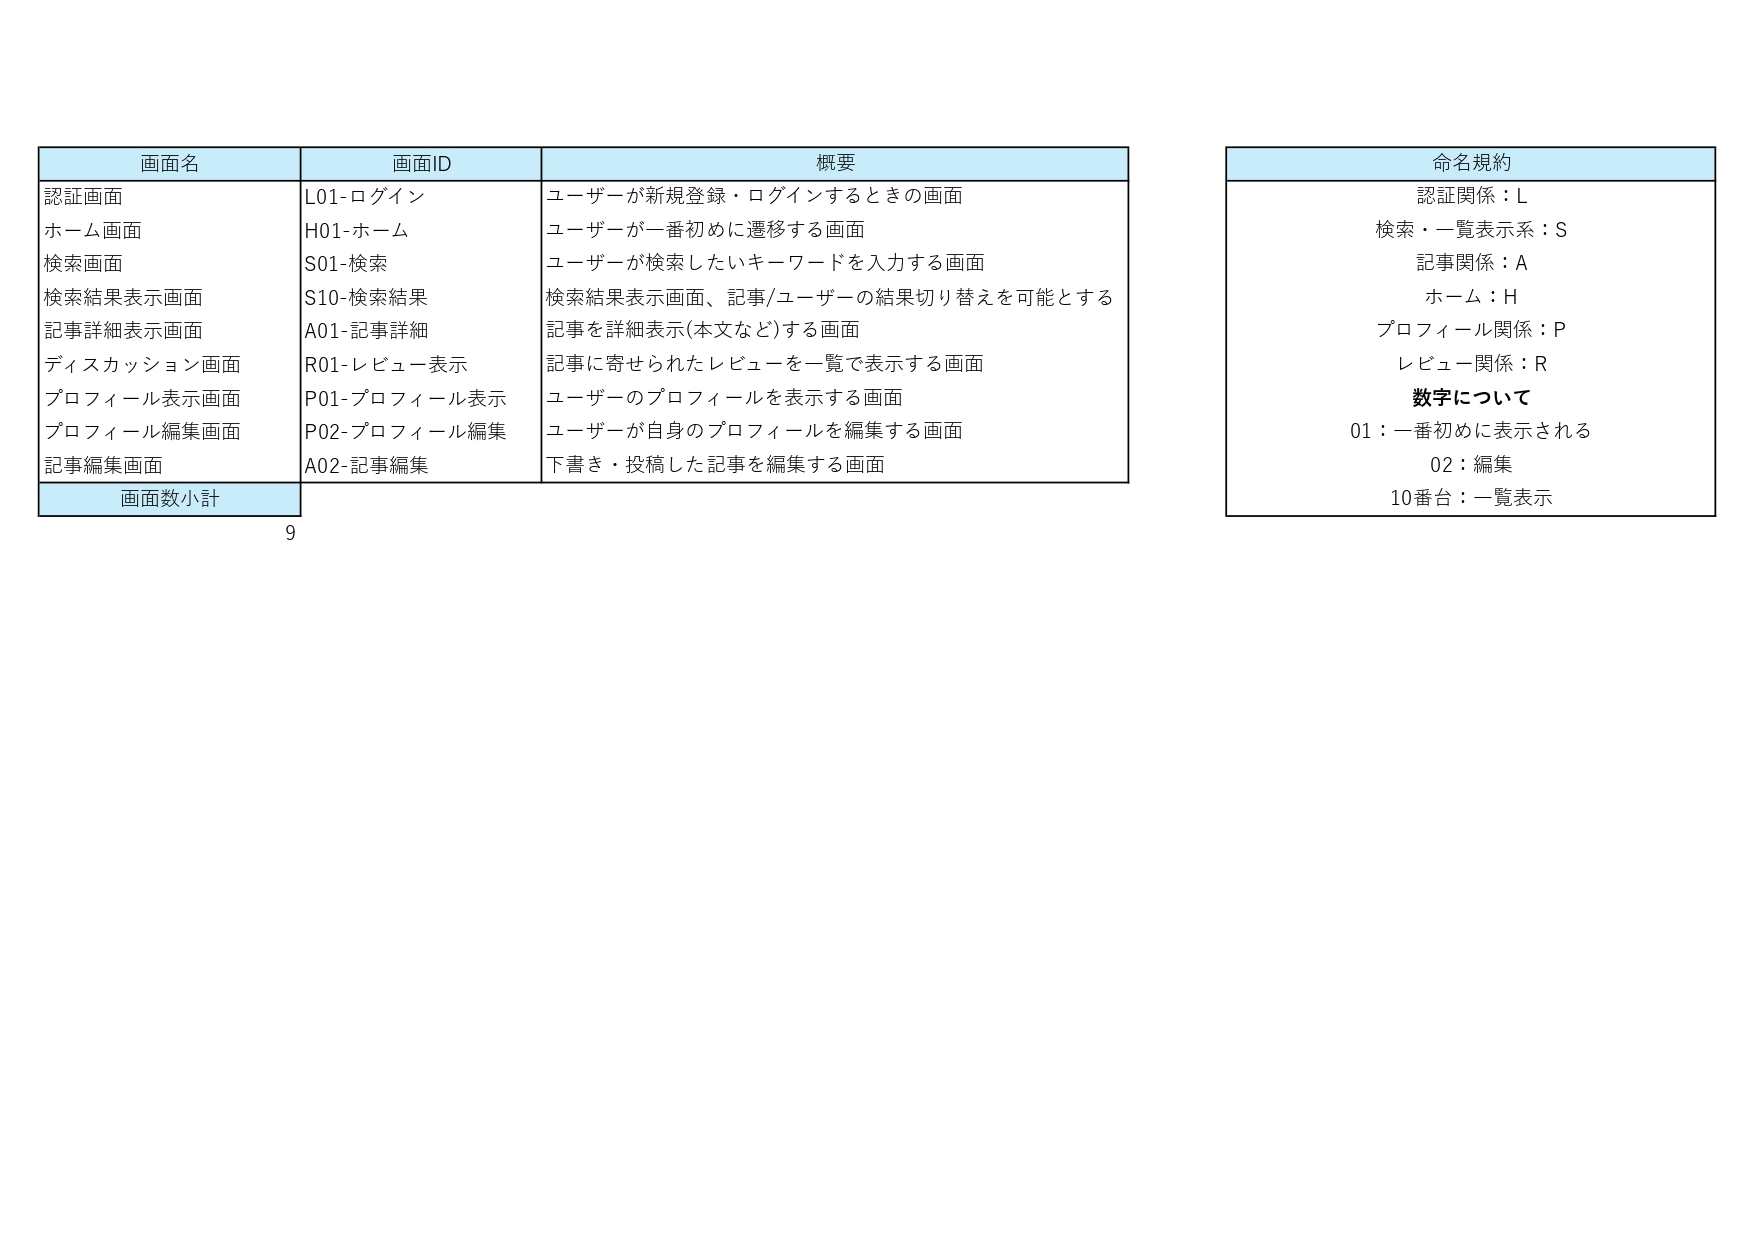 画面名 画面ID 概要
認証画面 L01-ログイン ユーザーが新規登録・ログインするときの画面
ホーム画面 H01-ホーム ユーザーが一番初めに遷移する画面
検索画面 S01-検索 ユーザーが検索したいキーワードを入力する画面
検索結果表示画面 S10-検索結果 検索結果表示画面、記事/ユーザーの結果切り替えを可能とする
記事詳細表示画面 A01-記事詳細 記事を詳細表示(本文など)する画面
ディスカッション画面 R01-レビュー表示 記事に寄せられたレビューを一覧で表示する画面
プロフィール表示画面 P01-プロフィール表示 ユーザーのプロフィールを表示する画面
プロフィール編集画面 P02-プロフィール編集 ユーザーが自身のプロフィールを編集する画面
記事編集画面 A02-記事編集 下書き・投稿した記事を編集する画面
画面数小計
9
命名規約
認証関係：L
検索・一覧表示系：S
記事関係：A
ホーム：H
プロフィール関係：P
レビュー関係：R
数字について
01：一番初めに表示される
02：編集
10番台：一覧表示